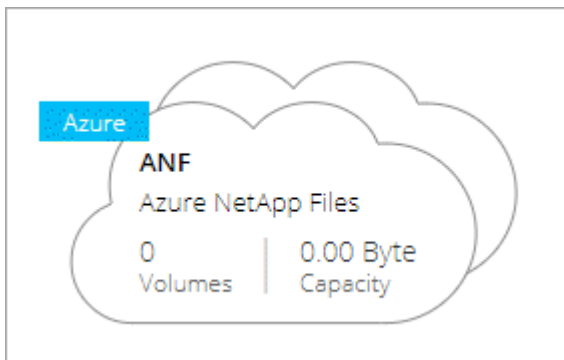 Azure
ANF
Azure NetApp Files
0 0.00 Byte
Volumes Capacity